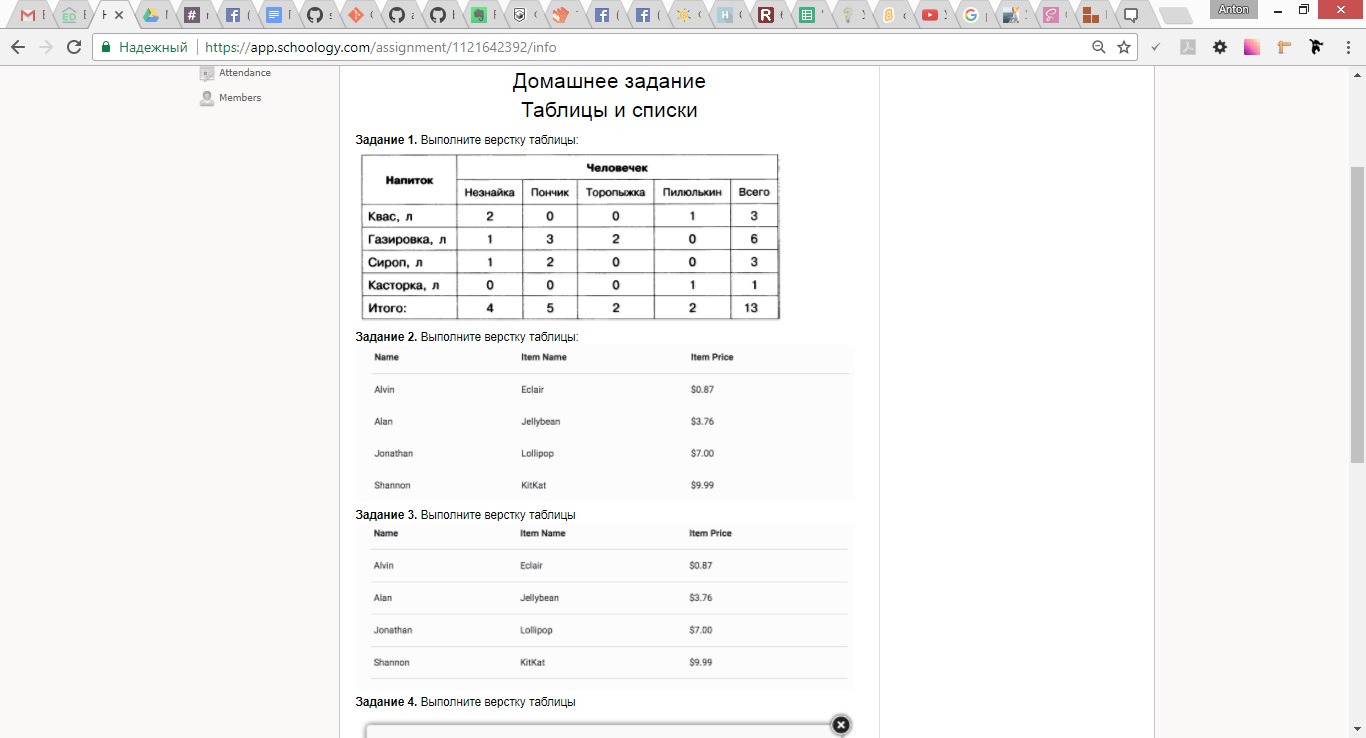 Anton
Надежный https://app.schoology.com/assignment/1121642392/info
Attendance
Members
Домашнее задание
Таблицы и списки
Задание 1. Выполните верстку таблицы:
Напиток Человечек
Незнайка Пончик Торопыжка Пилюлькин Всего
Квас, л 2 0 0 1 3
Газировка, л 1 3 2 0 6
Сироп, л 1 2 0 0 3
Касторка, л 0 0 0 1 1
Итого: 4 5 2 2 13
Задание 2. Выполните верстку таблицы:
Name Item Name Item Price
Alvin Eclair $0.87
Alan Jellybean $3.76
Jonathan Lollipop $7.00
Shannon KitKat $9.99
Задание 3. Выполните верстку таблицы
Name Item Name Item Price
Alvin Eclair $0.87
Alan Jellybean $3.76
Jonathan Lollipop $7.00
Shannon KitKat $9.99
Задание 4. Выполните верстку таблицы